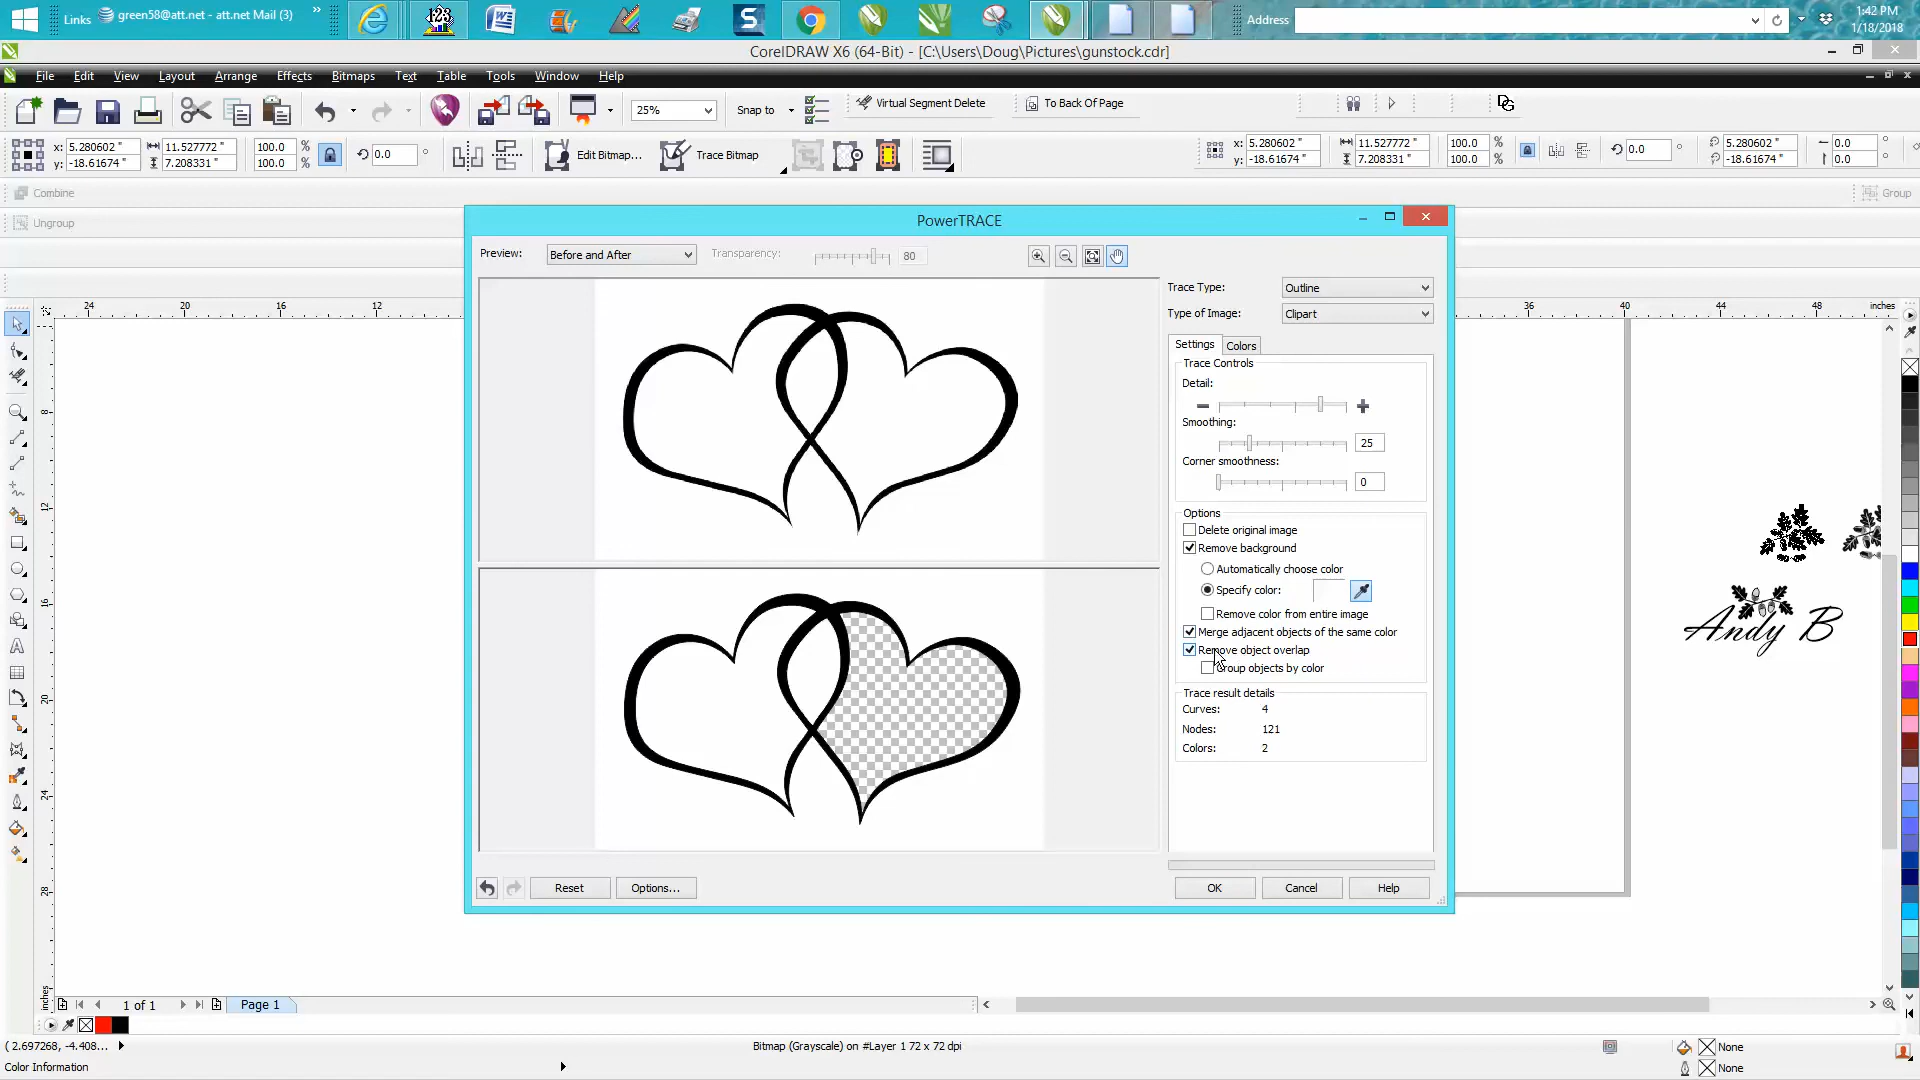 Links green58@att.net - att.net Mail (3) » Address 1:42 PM
1/18/2018
CorelDRAW X6 (64-Bit) - [C:\Users\Doug\Pictures\gunstock.cdr]
File Edit View Layout Arrange Effects Bitmaps Text Table Tools Window Help
25% Snap to Virtual Segment Delete To Back Of Page
x: 5.280602 " 11.527772 " 100.0 % 0.0 ° Edit Bitmap... Trace Bitmap x: 5.280602 " 11.527772 " 100.0 % 0.0 ° 5.280602 " 0.0 °
y: -18.61674 " 7.208331 " 100.0 % y: -18.61674 " 7.208331 " 100.0 % -18.61674 " 0.0 °
Combine Group
Ungroup
PowerTRACE
Preview: Before and After Transparency: 80
Trace Type: Outline
Type of Image: Clipart
24 20 16 12 36 40 44 48 inches
Settings Colors
Trace Controls
Detail:
Smoothing:
25
Corner smoothness:
0
Options
Delete original image
Remove background
Automatically choose color
Specify color:
Remove color from entire image
Merge adjacent objects of the same color
Remove object overlap
Group objects by color
Trace result details
Curves: 4
Nodes: 121
Colors: 2
8
12
16
20
24
28
inches
Andy B
Reset Options... OK Cancel Help
1 of 1 Page 1
( 2.697268, -4.408... Bitmap (Grayscale) on #Layer 1 72 x 72 dpi None
Color Information None